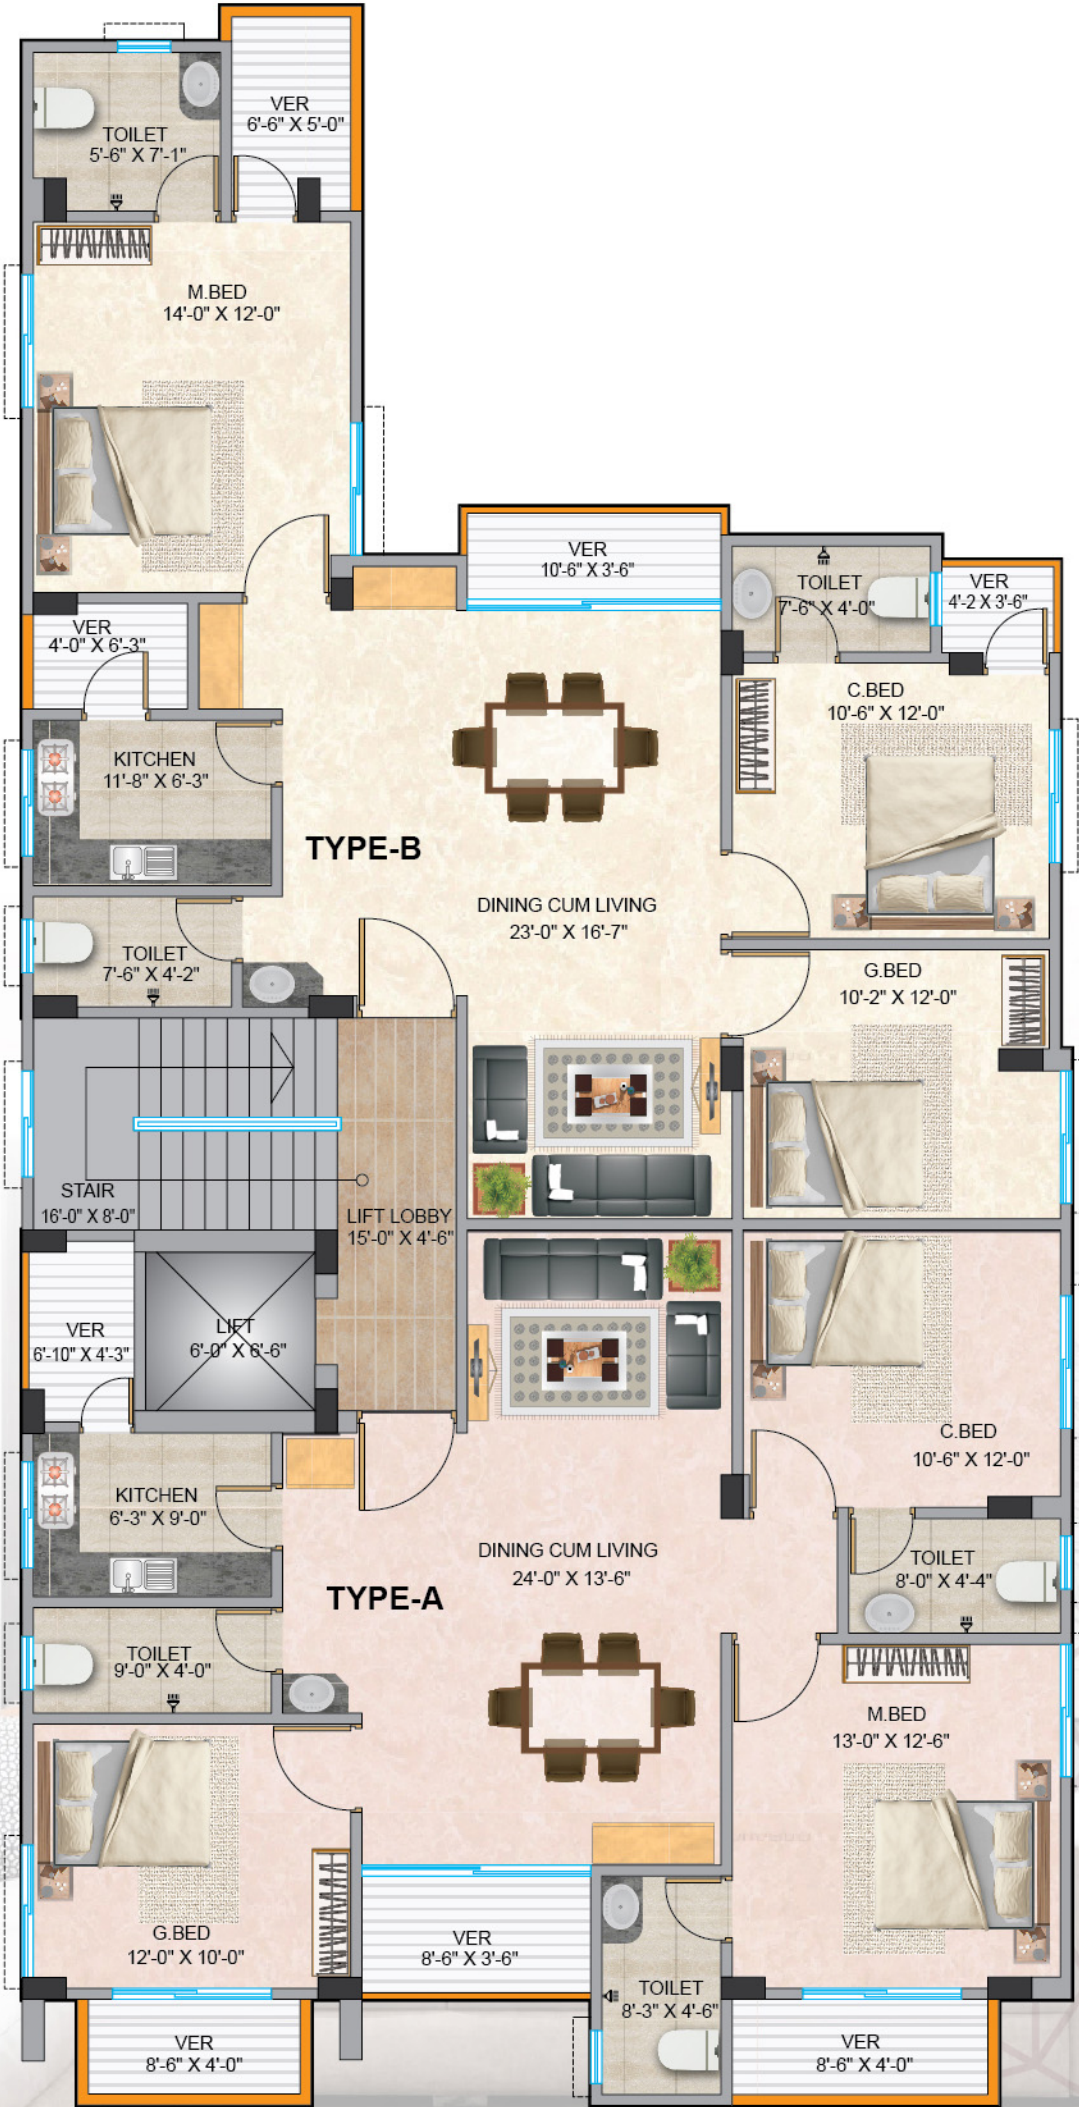 VER
6'-6" X 5'-0"
TOILET
5'-6" X 7'-1"
M.BED
14'-0" X 12'-0"
VER
10'-6" X 3'-6"
TOILET
7'-6" X 4'-0"
VER
4'-2 X 3'-6"
VER
4'-0" X 6'-3"
C.BED
10'-6" X 12'-0"
KITCHEN
11'-8" X 6'-3"
TYPE-B
DINING CUM LIVING
23'-0" X 16'-7"
TOILET
7'-6" X 4'-2"
G.BED
10'-2" X 12'-0"
STAIR
16'-0" X 8'-0"
LIFT LOBBY
15'-0" X 4'-6"
VER
6'-10" X 4'-3"
LIFT
6'-0" X 6'-6"
C.BED
10'-6" X 12'-0"
KITCHEN
6'-3" X 9'-0"
DINING CUM LIVING
24'-0" X 13'-6"
TOILET
8'-0" X 4'-4"
TYPE-A
TOILET
9'-0" X 4'-0"
M.BED
13'-0" X 12'-6"
G.BED
12'-0" X 10'-0"
VER
8'-6" X 3'-6"
TOILET
8'-3" X 4'-6"
VER
8'-6" X 4'-0"
VER
8'-6" X 4'-0"